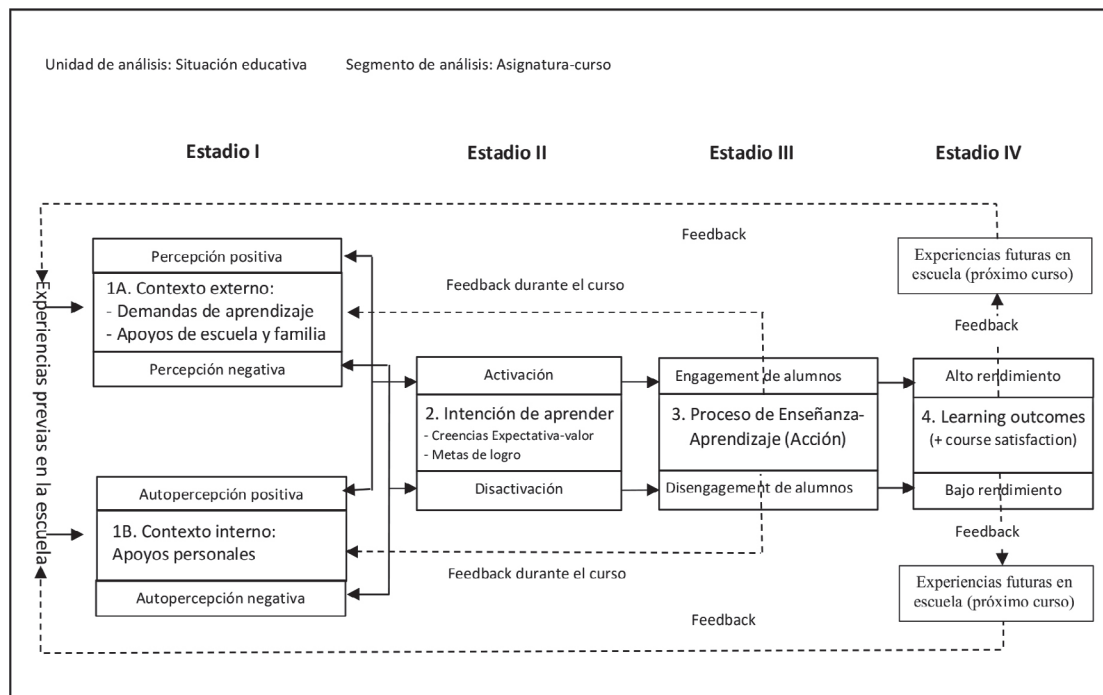 Unidad de análisis: Situación educativa Segmento de análisis: Asignatura-curso
Estadio I Estadio II Estadio III Estadio IV
Experiencias previas en la escuela
Feedback
Percepción positiva
1A. Contexto externo:
- Demandas de aprendizaje
- Apoyos de escuela y familia
Percepción negativa
Autopercepción positiva
1B. Contexto interno:
Apoyos personales
Autopercepción negativa
Feedback durante el curso
Activación
2. Intención de aprender
- Creencias Expectativa-valor
- Metas de logro
Disactivación
Feedback durante el curso
Engagement de alumnos
3. Proceso de Enseñanza-
Aprendizaje (Acción)
Disengagement de alumnos
Experiencias futuras en
escuela (próximo curso)
Feedback
Alto rendimiento
4. Learning outcomes
(+ course satisfaction)
Bajo rendimiento
Feedback
Experiencias futuras en
escuela (próximo curso)
Feedback